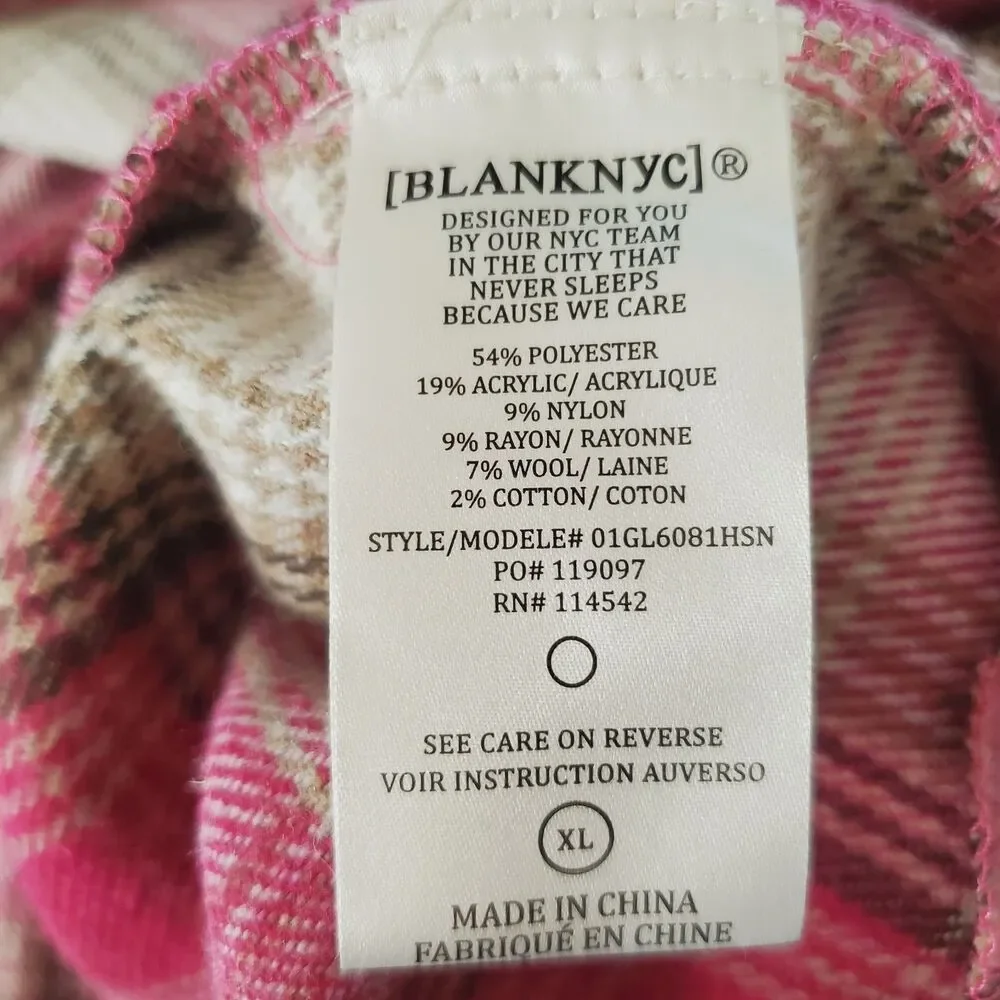 [BLANKNYC]®
DESIGNED FOR YOU
BY OUR NYC TEAM
IN THE CITY THAT
NEVER SLEEPS
BECAUSE WE CARE
54% POLYESTER
19% ACRYLIC/ ACRYLIQUE
9% NYLON
9% RAYON/ RAYONNE
7% WOOL/ LAINE
2% COTTON/ COTON
STYLE/MODELE# 01GL6081HSN
PO# 119097
RN# 114542
SEE CARE ON REVERSE
VOIR INSTRUCTION AUVERSO
XL
MADE IN CHINA
FABRIQUÉ EN CHINE